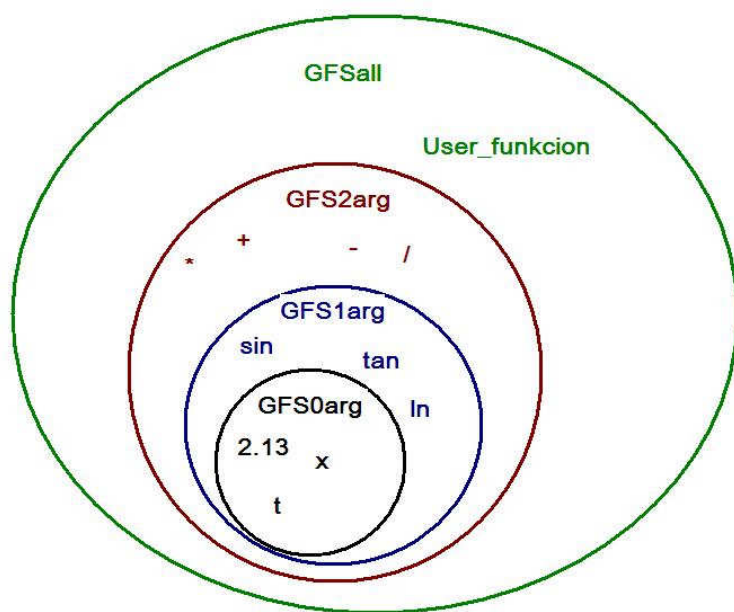 GFSall
User_funkcion
GFS2arg
* + - /
GFS1arg
sin tan
ln
GFS0arg
2.13 x
t